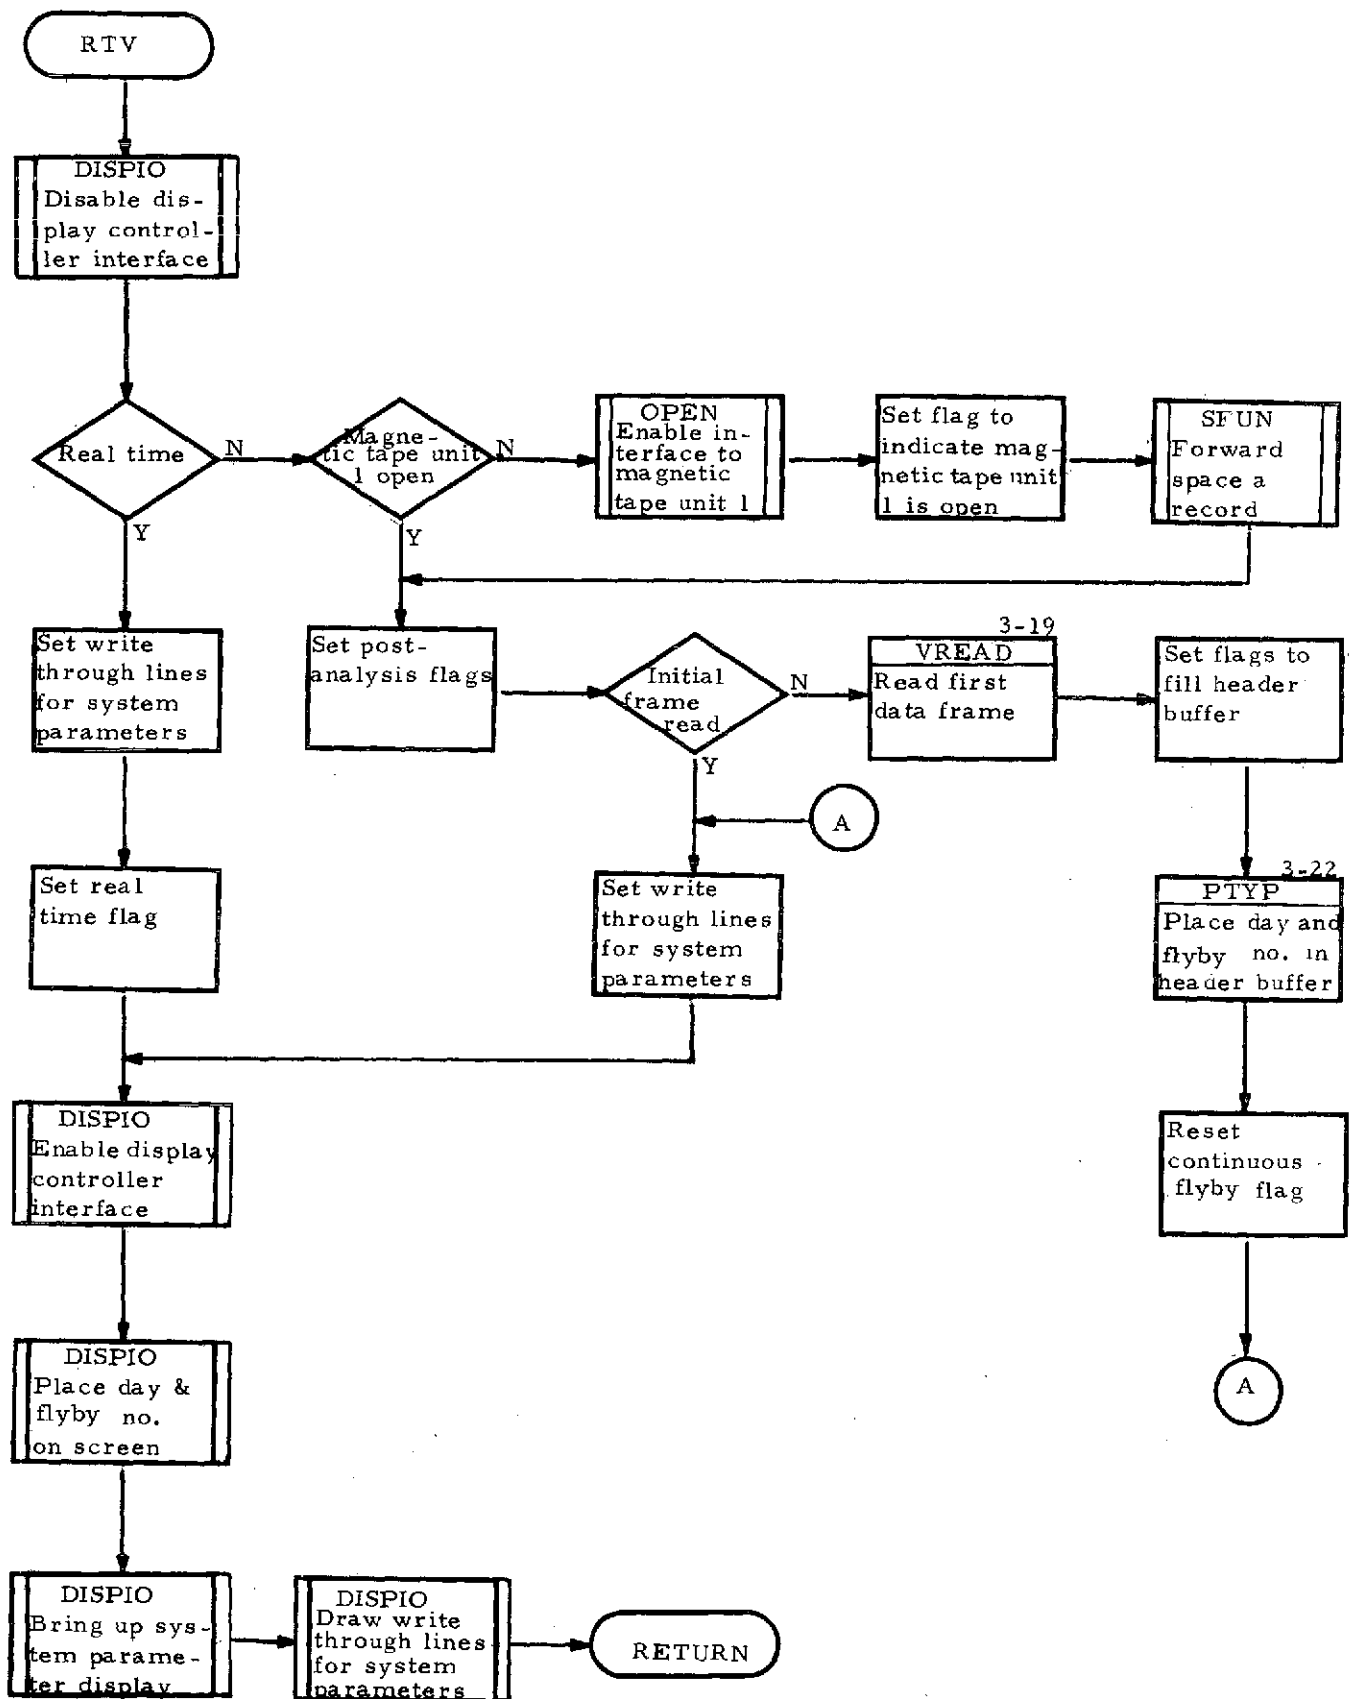 RTV
DISPIO
Disable dis-
play control-
ler interface
Real time
N
Y
Magne-
tic tape unit
1 open
N
Y
OPEN
Enable in-
terface to
magnetic
tape unit 1
Set flag to
indicate mag-
netic tape unit
1 is open
SFUN
Forward
space a
record
Set write
through lines
for system
parameters
Set post-
analysis flags
Initial
frame
read
N
Y
3-19
VREAD
Read first
data frame
Set flags to
fill header
buffer
A
Set real
time flag
Set write
through lines
for system
parameters
3-22
PTYP
Place day and
flyby no. in
header buffer
DISPIO
Enable display
controller
interface
Reset
continuous
flyby flag
DISPIO
Place day &
flyby no.
on screen
A
DISPIO
Bring up sys-
tem parame-
ter display
DISPIO
Draw write
through lines
for system
parameters
RETURN